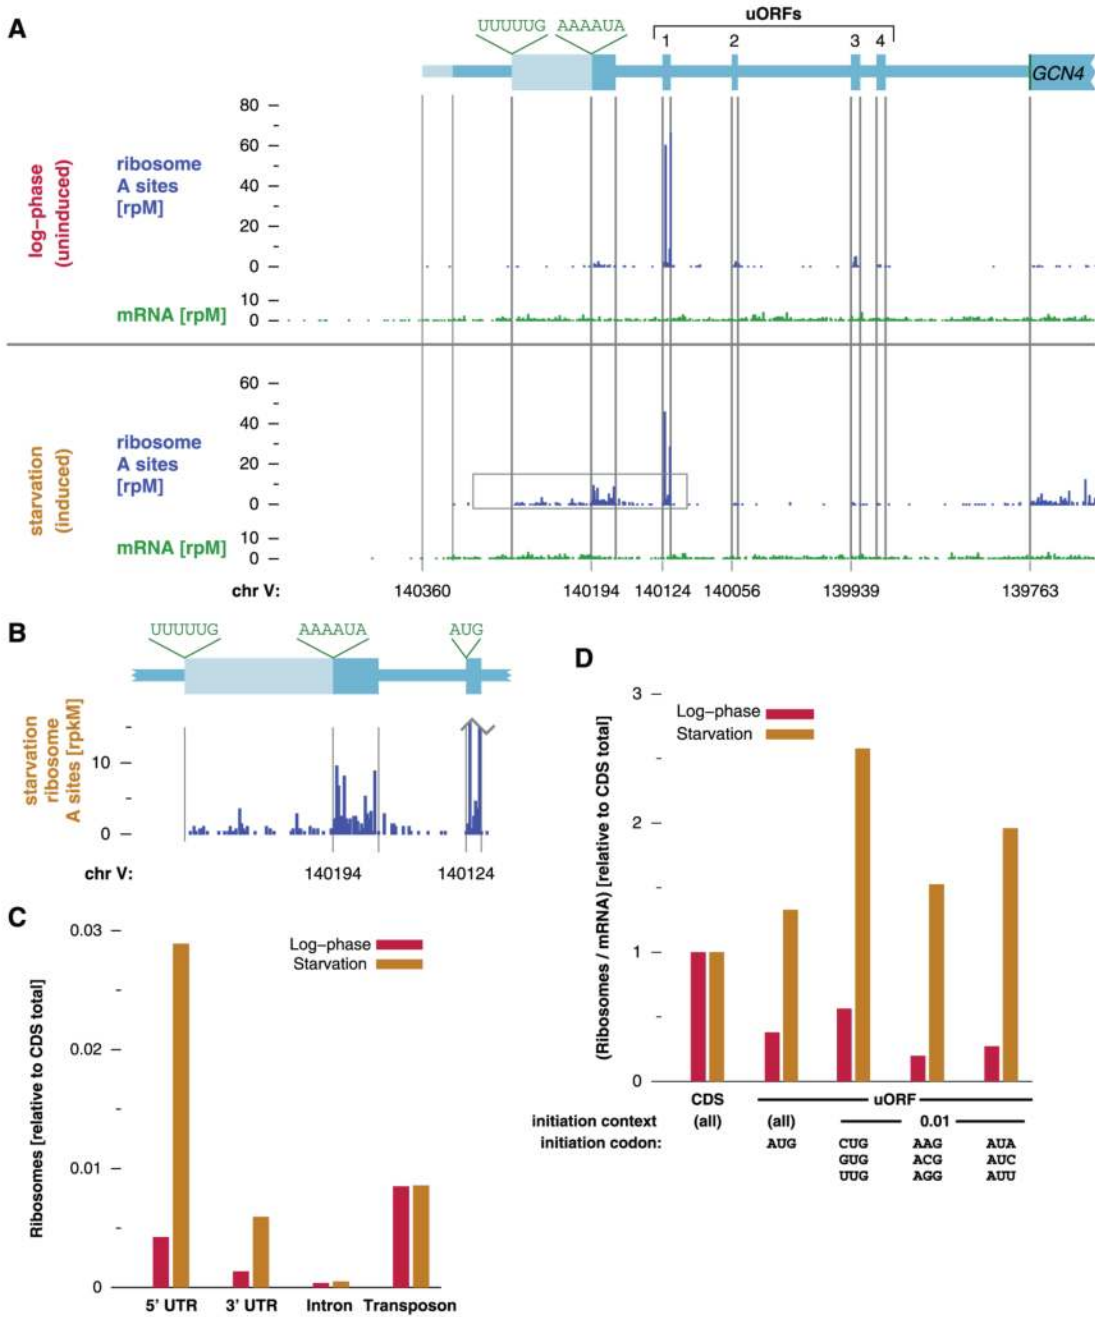 A
UUUUUG AAAAUA
uORFs
1 2 3 4
GCN4
log–phase
(uninduced)
ribosome
A sites
[rpM]
80
60
40
20
0
mRNA [rpM]
10
0
starvation
(induced)
ribosome
A sites
[rpM]
60
40
20
0
mRNA [rpM]
10
0
chr V: 140360 140194 140124 140056 139939 139763
B
UUUUUG AAAAUA AUG
starvation
ribosome
A sites [rpkM]
10
0
chr V: 140194 140124
C
Ribosomes [relative to CDS total]
0.03
0.02
0.01
0
Log–phase
Starvation
5' UTR 3' UTR Intron Transposon
D
(Ribosomes / mRNA) [relative to CDS total]
3
2
1
0
Log–phase
Starvation
CDS uORF
initiation context (all) (all) 0.01
initiation codon: AUG CUG AAG AUA
GUG ACG AUC
UUG AGG AUU